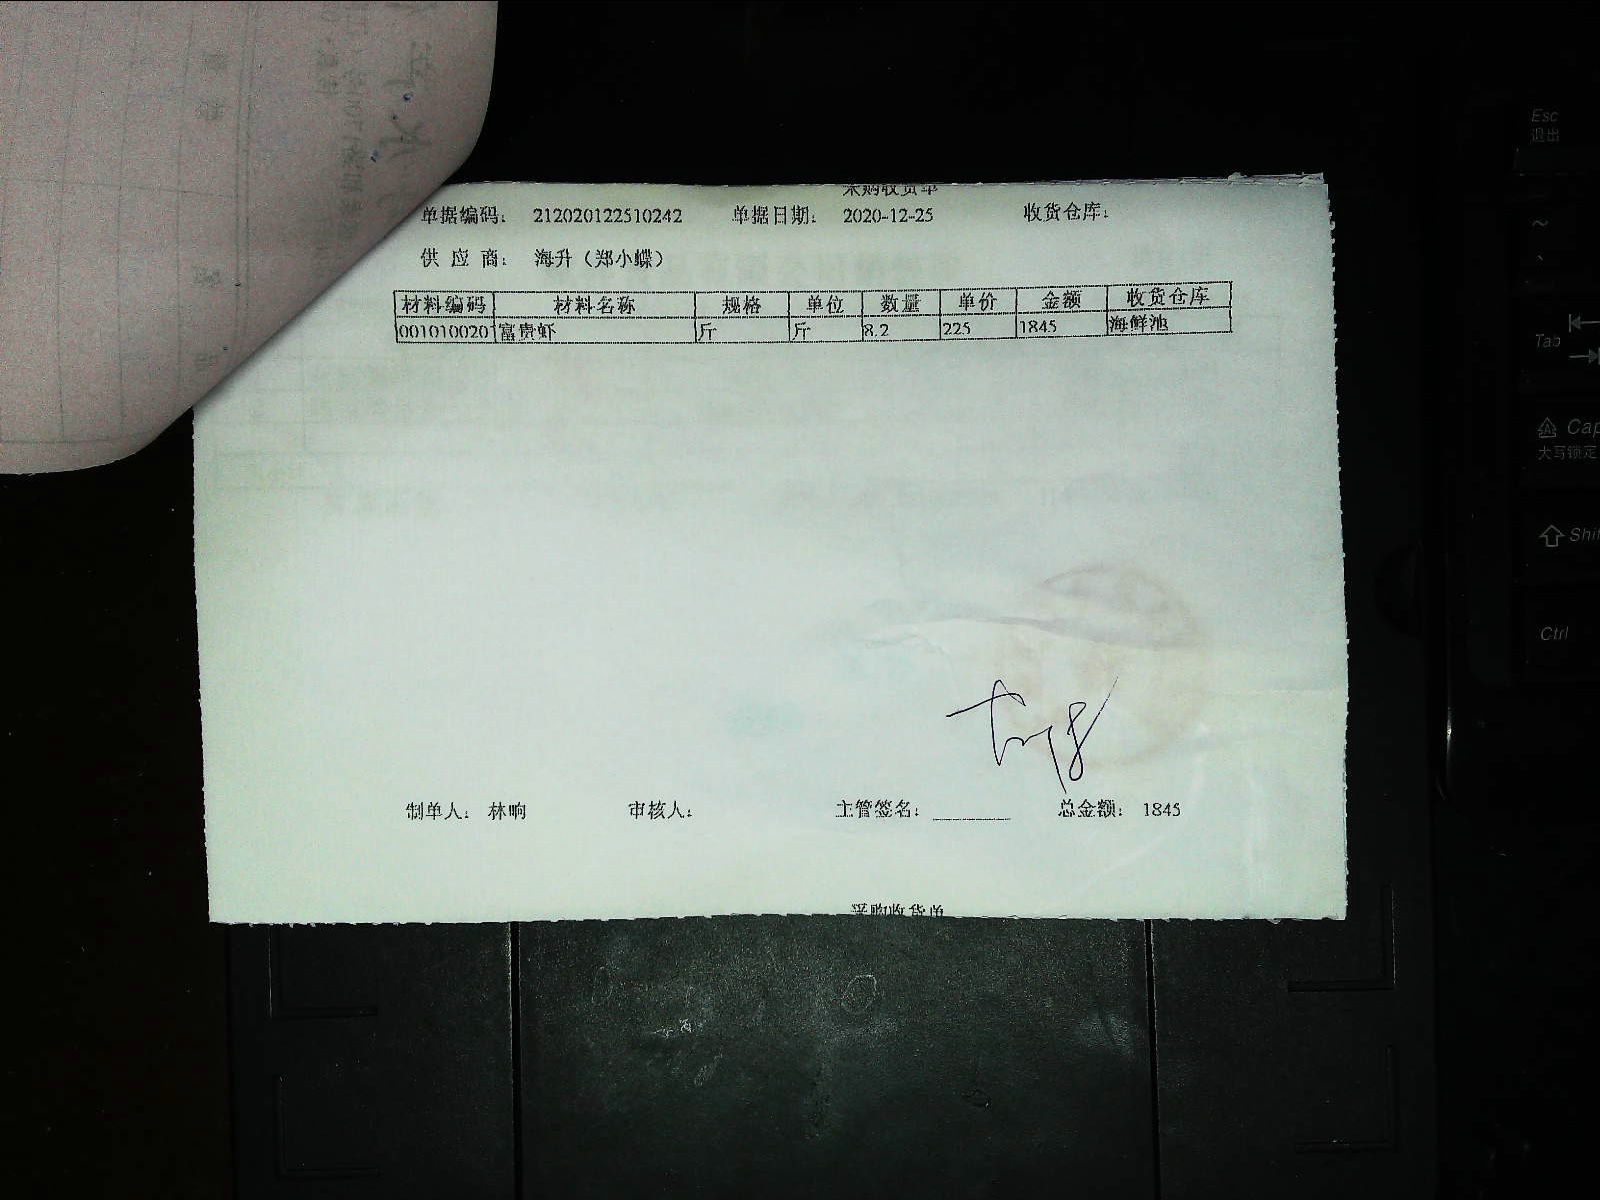 采购收货单
单据编码: 212020122510242 单据日期: 2020-12-25 收货仓库:
供 应 商: 海升（郑小蝶）
材料编码 材料名称 规格 单位 数量 单价 金额 收货仓库
001010020 富贵虾 斤 斤 8.2 225 1845 海鲜池
制单人: 林响 审核人: 主管签名: 总金额: 1845
采购收货单
Esc
退出
Tab
Cap
大写锁定
Shif
Ctrl